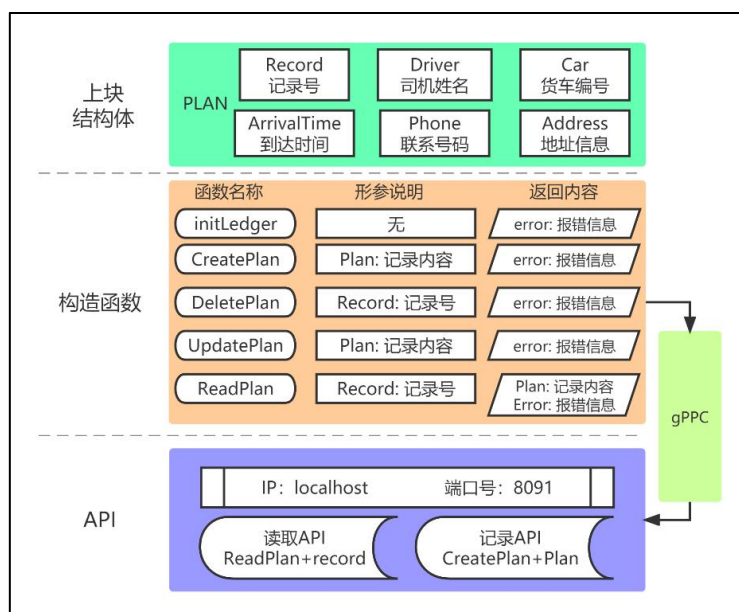 上块
结构体
PLAN
Record
记录号
Driver
司机姓名
Car
货车编号
ArrivalTime
到达时间
Phone
联系号码
Address
地址信息
构造函数
函数名称
形参说明
返回内容
initLedger
无
error: 报错信息
CreatePlan
Plan: 记录内容
error: 报错信息
DeletePlan
Record: 记录号
error: 报错信息
UpdatePlan
Plan: 记录内容
error: 报错信息
ReadPlan
Record: 记录号
Plan: 记录内容
Error: 报错信息
gPPC
API
IP：localhost 端口号：8091
读取API
ReadPlan+record
记录API
CreatePlan+Plan